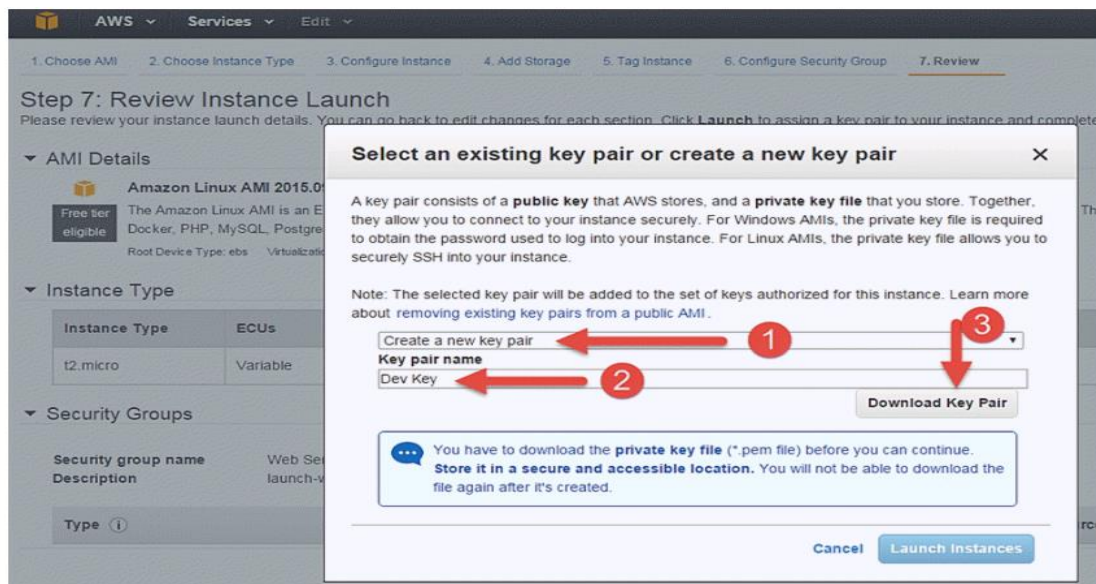 AWS Services Edit
1. Choose AMI 2. Choose Instance Type 3. Configure Instance 4. Add Storage 5. Tag Instance 6. Configure Security Group 7. Review
Step 7: Review Instance Launch
Please review your instance launch details. You can go back to edit changes for each section. Click Launch to assign a key pair to your instance and complete
AMI Details
Amazon Linux AMI 2015.0
Free tier eligible
The Amazon Linux AMI is an E
Docker, PHP, MySQL, Postgre
Root Device Type: ebs
Th
Instance Type
Instance Type ECUs
t2.micro Variable
Security Groups
Security group name Web Se
Description launch-w
Type
Select an existing key pair or create a new key pair
A key pair consists of a public key that AWS stores, and a private key file that you store. Together,
they allow you to connect to your instance securely. For Windows AMIs, the private key file is required
to obtain the password used to log into your instance. For Linux AMIs, the private key file allows you to
securely SSH into your instance.
Note: The selected key pair will be added to the set of keys authorized for this instance. Learn more
about removing existing key pairs from a public AMI.
Create a new key pair 1
3
Key pair name
Dev Key 2
Download Key Pair
You have to download the private key file (*.pem file) before you can continue.
Store it in a secure and accessible location. You will not be able to download the
file again after it's created.
Cancel Launch Instances